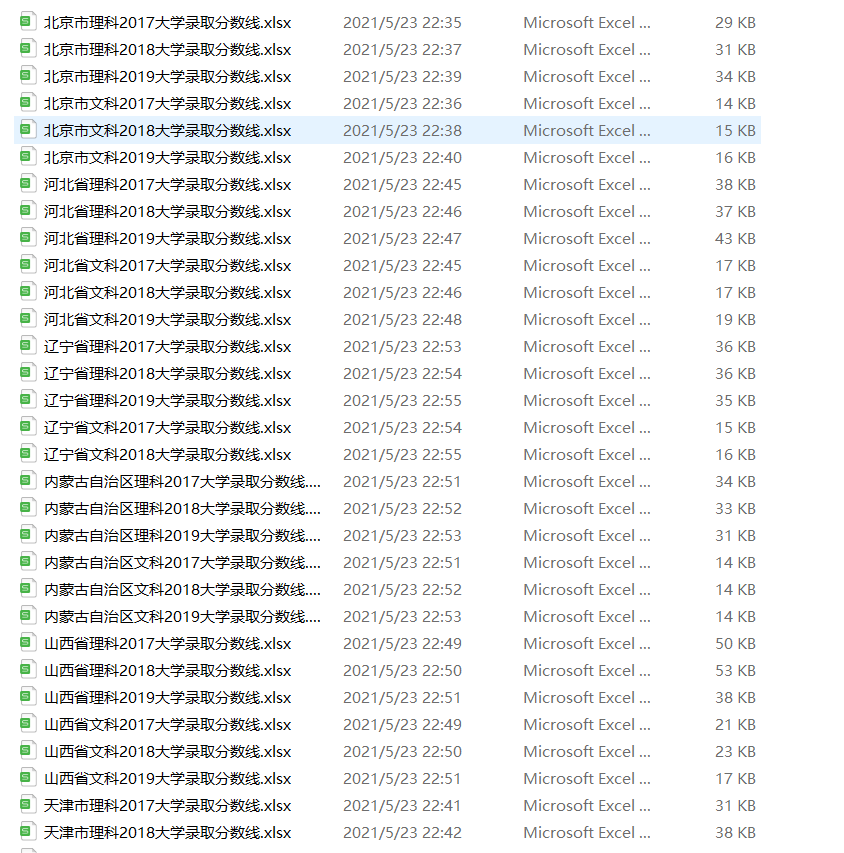 北京市理科2017大学录取分数线.xlsx 2021/5/23 22:35 Microsoft Excel ... 29 KB
北京市理科2018大学录取分数线.xlsx 2021/5/23 22:37 Microsoft Excel ... 31 KB
北京市理科2019大学录取分数线.xlsx 2021/5/23 22:39 Microsoft Excel ... 34 KB
北京市文科2017大学录取分数线.xlsx 2021/5/23 22:36 Microsoft Excel ... 14 KB
北京市文科2018大学录取分数线.xlsx 2021/5/23 22:38 Microsoft Excel ... 15 KB
北京市文科2019大学录取分数线.xlsx 2021/5/23 22:40 Microsoft Excel ... 16 KB
河北省理科2017大学录取分数线.xlsx 2021/5/23 22:45 Microsoft Excel ... 38 KB
河北省理科2018大学录取分数线.xlsx 2021/5/23 22:46 Microsoft Excel ... 37 KB
河北省理科2019大学录取分数线.xlsx 2021/5/23 22:47 Microsoft Excel ... 43 KB
河北省文科2017大学录取分数线.xlsx 2021/5/23 22:45 Microsoft Excel ... 17 KB
河北省文科2018大学录取分数线.xlsx 2021/5/23 22:46 Microsoft Excel ... 17 KB
河北省文科2019大学录取分数线.xlsx 2021/5/23 22:48 Microsoft Excel ... 19 KB
辽宁省理科2017大学录取分数线.xlsx 2021/5/23 22:53 Microsoft Excel ... 36 KB
辽宁省理科2018大学录取分数线.xlsx 2021/5/23 22:54 Microsoft Excel ... 36 KB
辽宁省理科2019大学录取分数线.xlsx 2021/5/23 22:55 Microsoft Excel ... 35 KB
辽宁省文科2017大学录取分数线.xlsx 2021/5/23 22:54 Microsoft Excel ... 15 KB
辽宁省文科2018大学录取分数线.xlsx 2021/5/23 22:55 Microsoft Excel ... 16 KB
内蒙古自治区理科2017大学录取分数线.... 2021/5/23 22:51 Microsoft Excel ... 34 KB
内蒙古自治区理科2018大学录取分数线.... 2021/5/23 22:52 Microsoft Excel ... 33 KB
内蒙古自治区理科2019大学录取分数线.... 2021/5/23 22:53 Microsoft Excel ... 31 KB
内蒙古自治区文科2017大学录取分数线.... 2021/5/23 22:51 Microsoft Excel ... 14 KB
内蒙古自治区文科2018大学录取分数线.... 2021/5/23 22:52 Microsoft Excel ... 14 KB
内蒙古自治区文科2019大学录取分数线.... 2021/5/23 22:53 Microsoft Excel ... 14 KB
山西省理科2017大学录取分数线.xlsx 2021/5/23 22:49 Microsoft Excel ... 50 KB
山西省理科2018大学录取分数线.xlsx 2021/5/23 22:50 Microsoft Excel ... 53 KB
山西省理科2019大学录取分数线.xlsx 2021/5/23 22:51 Microsoft Excel ... 38 KB
山西省文科2017大学录取分数线.xlsx 2021/5/23 22:49 Microsoft Excel ... 21 KB
山西省文科2018大学录取分数线.xlsx 2021/5/23 22:50 Microsoft Excel ... 23 KB
山西省文科2019大学录取分数线.xlsx 2021/5/23 22:51 Microsoft Excel ... 17 KB
天津市理科2017大学录取分数线.xlsx 2021/5/23 22:41 Microsoft Excel ... 31 KB
天津市理科2018大学录取分数线.xlsx 2021/5/23 22:42 Microsoft Excel ... 38 KB